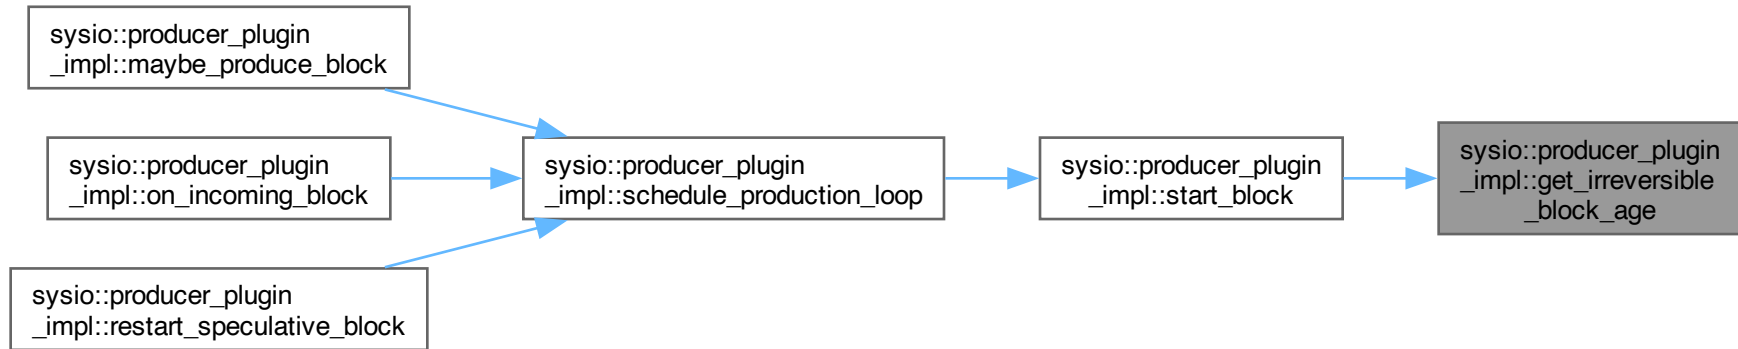 sysio::producer_plugin
_impl::maybe_produce_block
sysio::producer_plugin
_impl::on_incoming_block
sysio::producer_plugin
_impl::restart_speculative_block
sysio::producer_plugin
_impl::schedule_production_loop
sysio::producer_plugin
_impl::start_block
sysio::producer_plugin
_impl::get_irreversible
_block_age